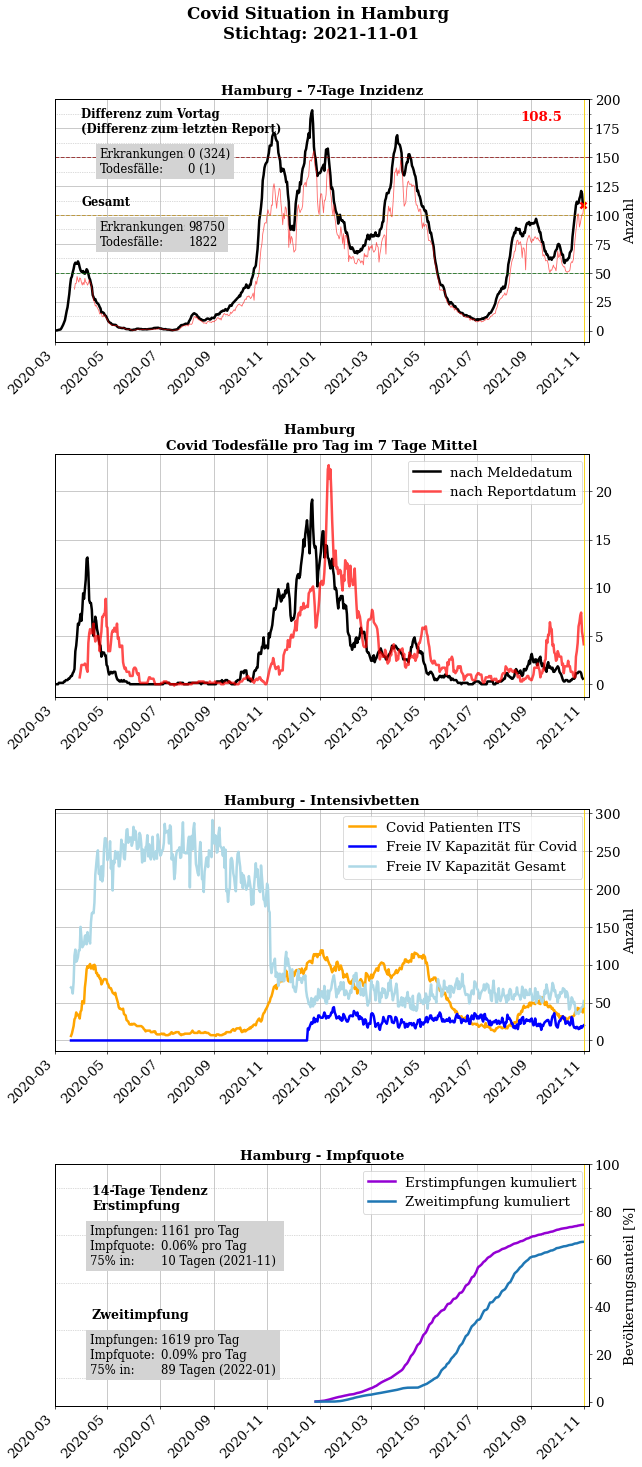 Covid Situation in Hamburg
Stichtag: 2021-11-01
Hamburg - 7-Tage Inzidenz
Differenz zum Vortag
(Differenz zum letzten Report)
Erkrankungen 0 (324)
Todesfälle: 0 (1)
Gesamt
Erkrankungen 98750
Todesfälle: 1822
108.5
200
175
150
125
100
75
50
25
0
Anzahl
2020-03
2020-05
2020-07
2020-09
2020-11
2021-01
2021-03
2021-05
2021-07
2021-09
2021-11
Hamburg
Covid Todesfälle pro Tag im 7 Tage Mittel
nach Meldedatum
nach Reportdatum
20
15
10
5
0
2020-03
2020-05
2020-07
2020-09
2020-11
2021-01
2021-03
2021-05
2021-07
2021-09
2021-11
Hamburg - Intensivbetten
Covid Patienten ITS
Freie IV Kapazität für Covid
Freie IV Kapazität Gesamt
300
250
200
150
100
50
0
Anzahl
2020-03
2020-05
2020-07
2020-09
2020-11
2021-01
2021-03
2021-05
2021-07
2021-09
2021-11
Hamburg - Impfquote
14-Tage Tendenz
Erstimpfung
Impfungen: 1161 pro Tag
Impfquote: 0.06% pro Tag
75% in: 10 Tagen (2021-11)
Zweitimpfung
Impfungen: 1619 pro Tag
Impfquote: 0.09% pro Tag
75% in: 89 Tagen (2022-01)
Erstimpfungen kumuliert
Zweitimpfung kumuliert
100
80
60
40
20
0
Bevölkerungsanteil [%]
2020-03
2020-05
2020-07
2020-09
2020-11
2021-01
2021-03
2021-05
2021-07
2021-09
2021-11